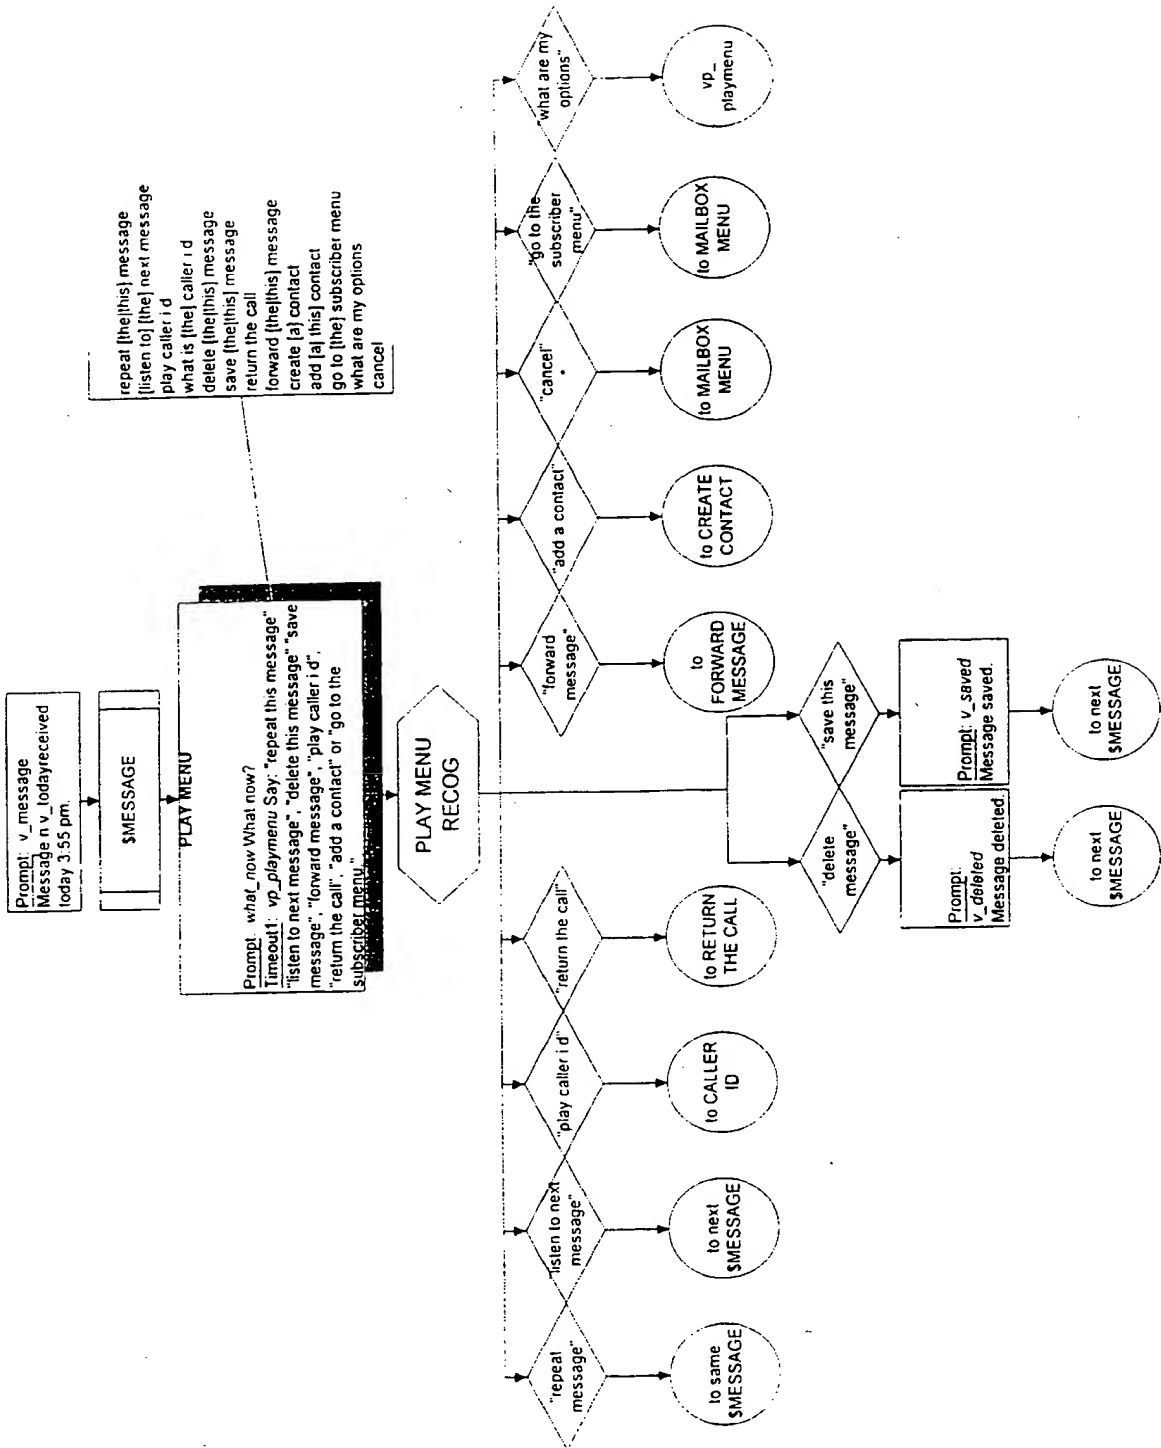 Prompt: v_message
Message n v_todayreceived
today 3:55 pm.
$MESSAGE
PLAY MENU
Prompt: what_now What now?
Timeout1: vp_playmenu Say: "repeat this message"
"listen to next message", "delete this message" "save
message", "forward message", "play caller i d",
"return the call", "add a contact" or "go to the
subscriber menu"
repeat [the|this] message
[listen to] [the] next message
play caller i d
what is [the] caller i d
delete [the|this] message
save [the|this] message
return the call
forward [the|this] message
create [a] contact
add [a| this] contact
go to [the] subscriber menu
what are my options
cancel
PLAY MENU
RECOG
"repeat
message"
to same
$MESSAGE
"listen to next
message"
to next
$MESSAGE
"play caller i d"
to CALLER
ID
"return the call"
to RETURN
THE CALL
"delete
message"
Prompt:
v_deleted
Message deleted.
to next
$MESSAGE
"save this
message"
Prompt: v_saved
Message saved.
to next
$MESSAGE
"forward
message"
to
FORWARD
MESSAGE
"add a contact"
to CREATE
CONTACT
"cancel"
to MAILBOX
MENU
"go to the
subscriber
menu"
to MAILBOX
MENU
"what are my
options"
vp_
playmenu